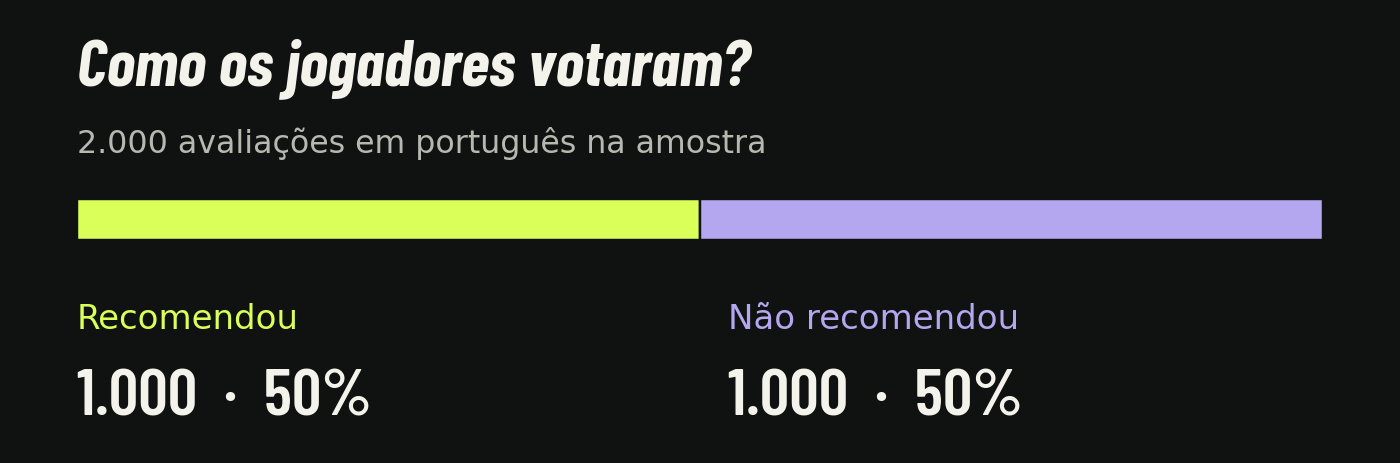 Como os jogadores votaram?
2.000 avaliações em português na amostra
Recomendou
Não recomendou
1.000 · 50%
1.000 · 50%